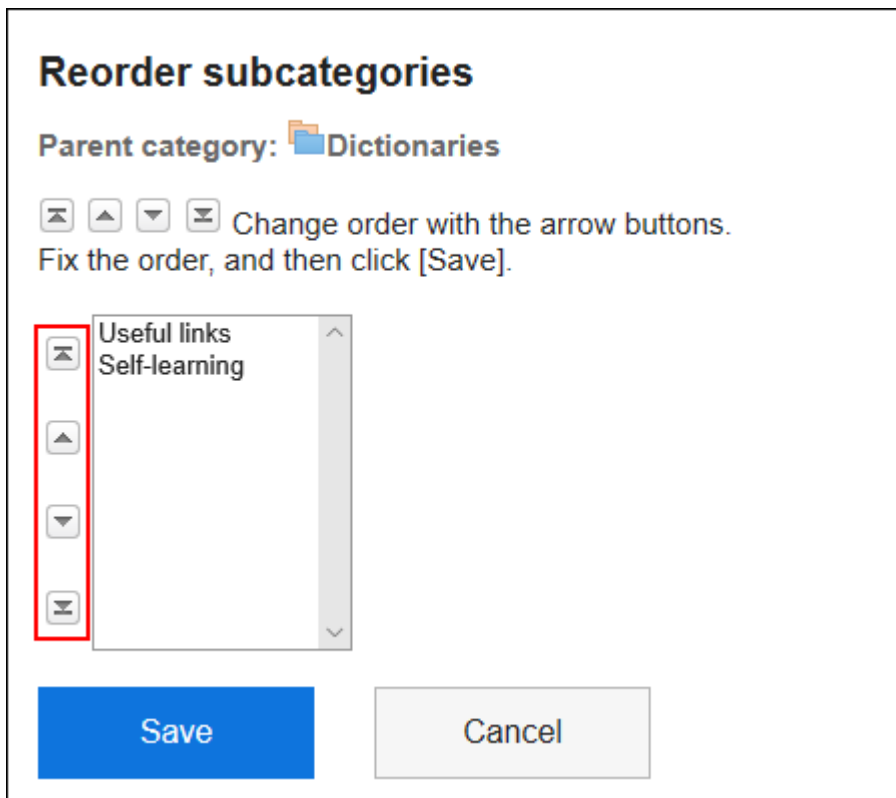 Reorder subcategories
Parent category: Dictionaries
Change order with the arrow buttons.
Fix the order, and then click [Save].
Useful links
Self-learning
Save
Cancel